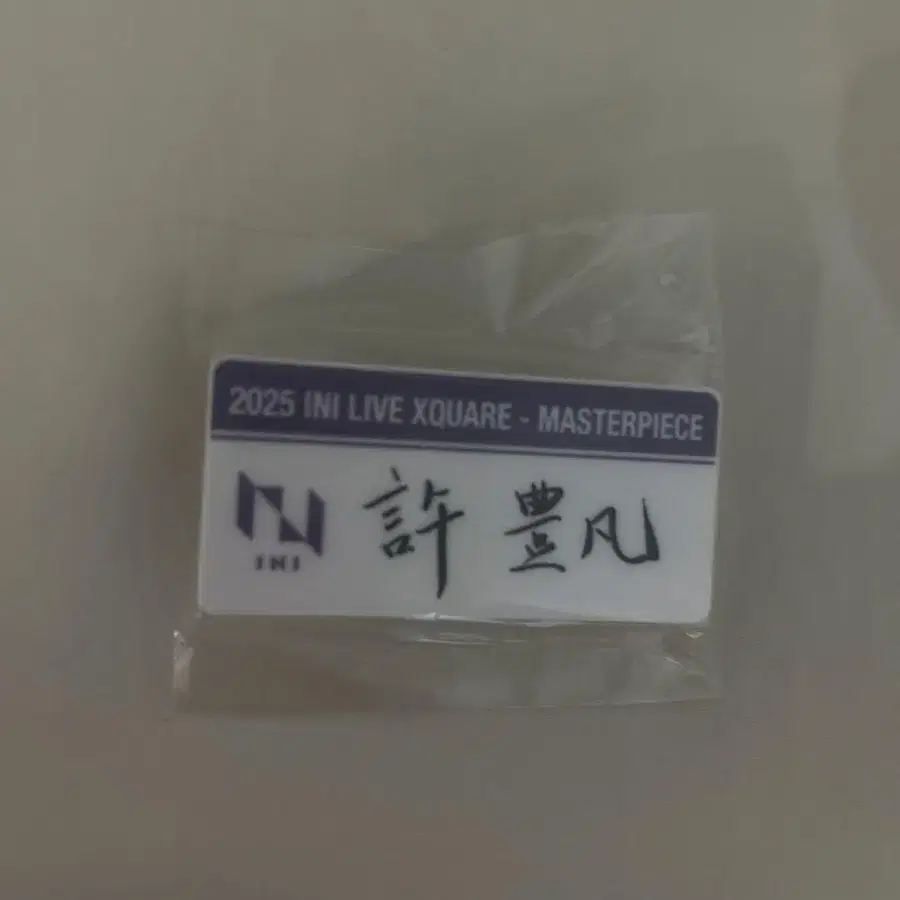 2025 INI LIVE XQUARE - MASTERPIECE
許 豊凡
INI